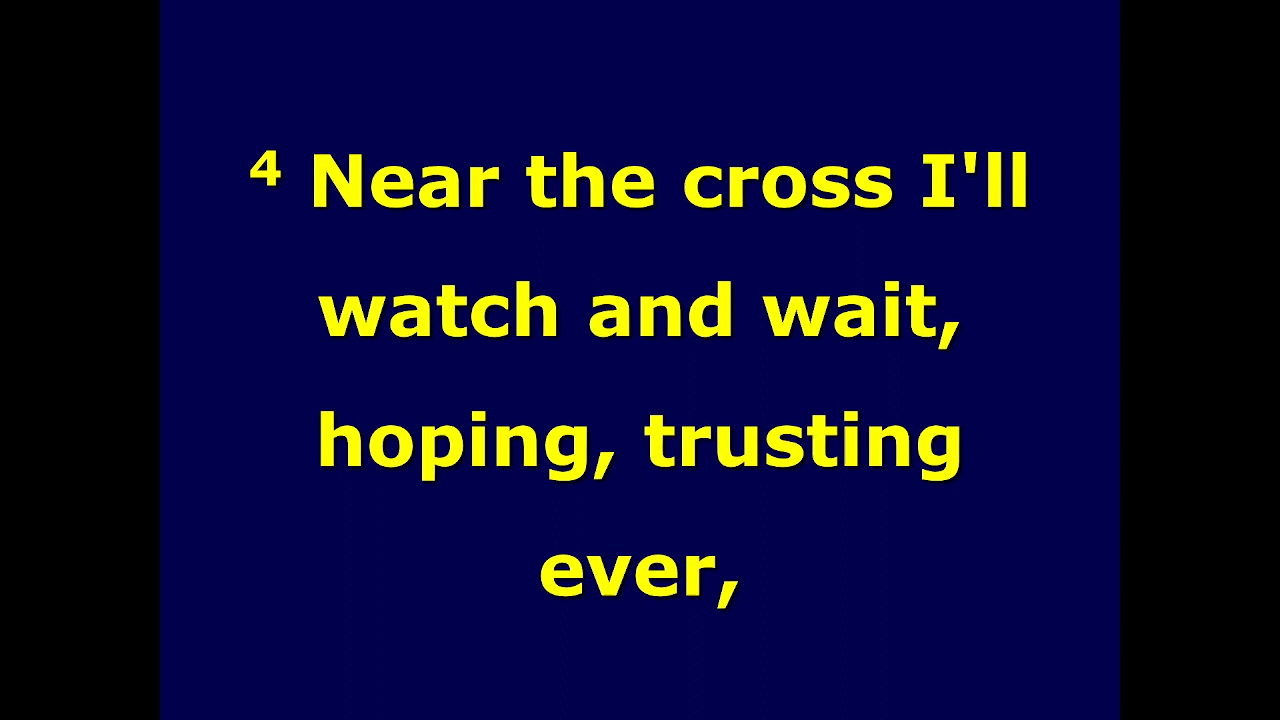 ⁴ Near the cross I'll
watch and wait,
hoping, trusting
ever,